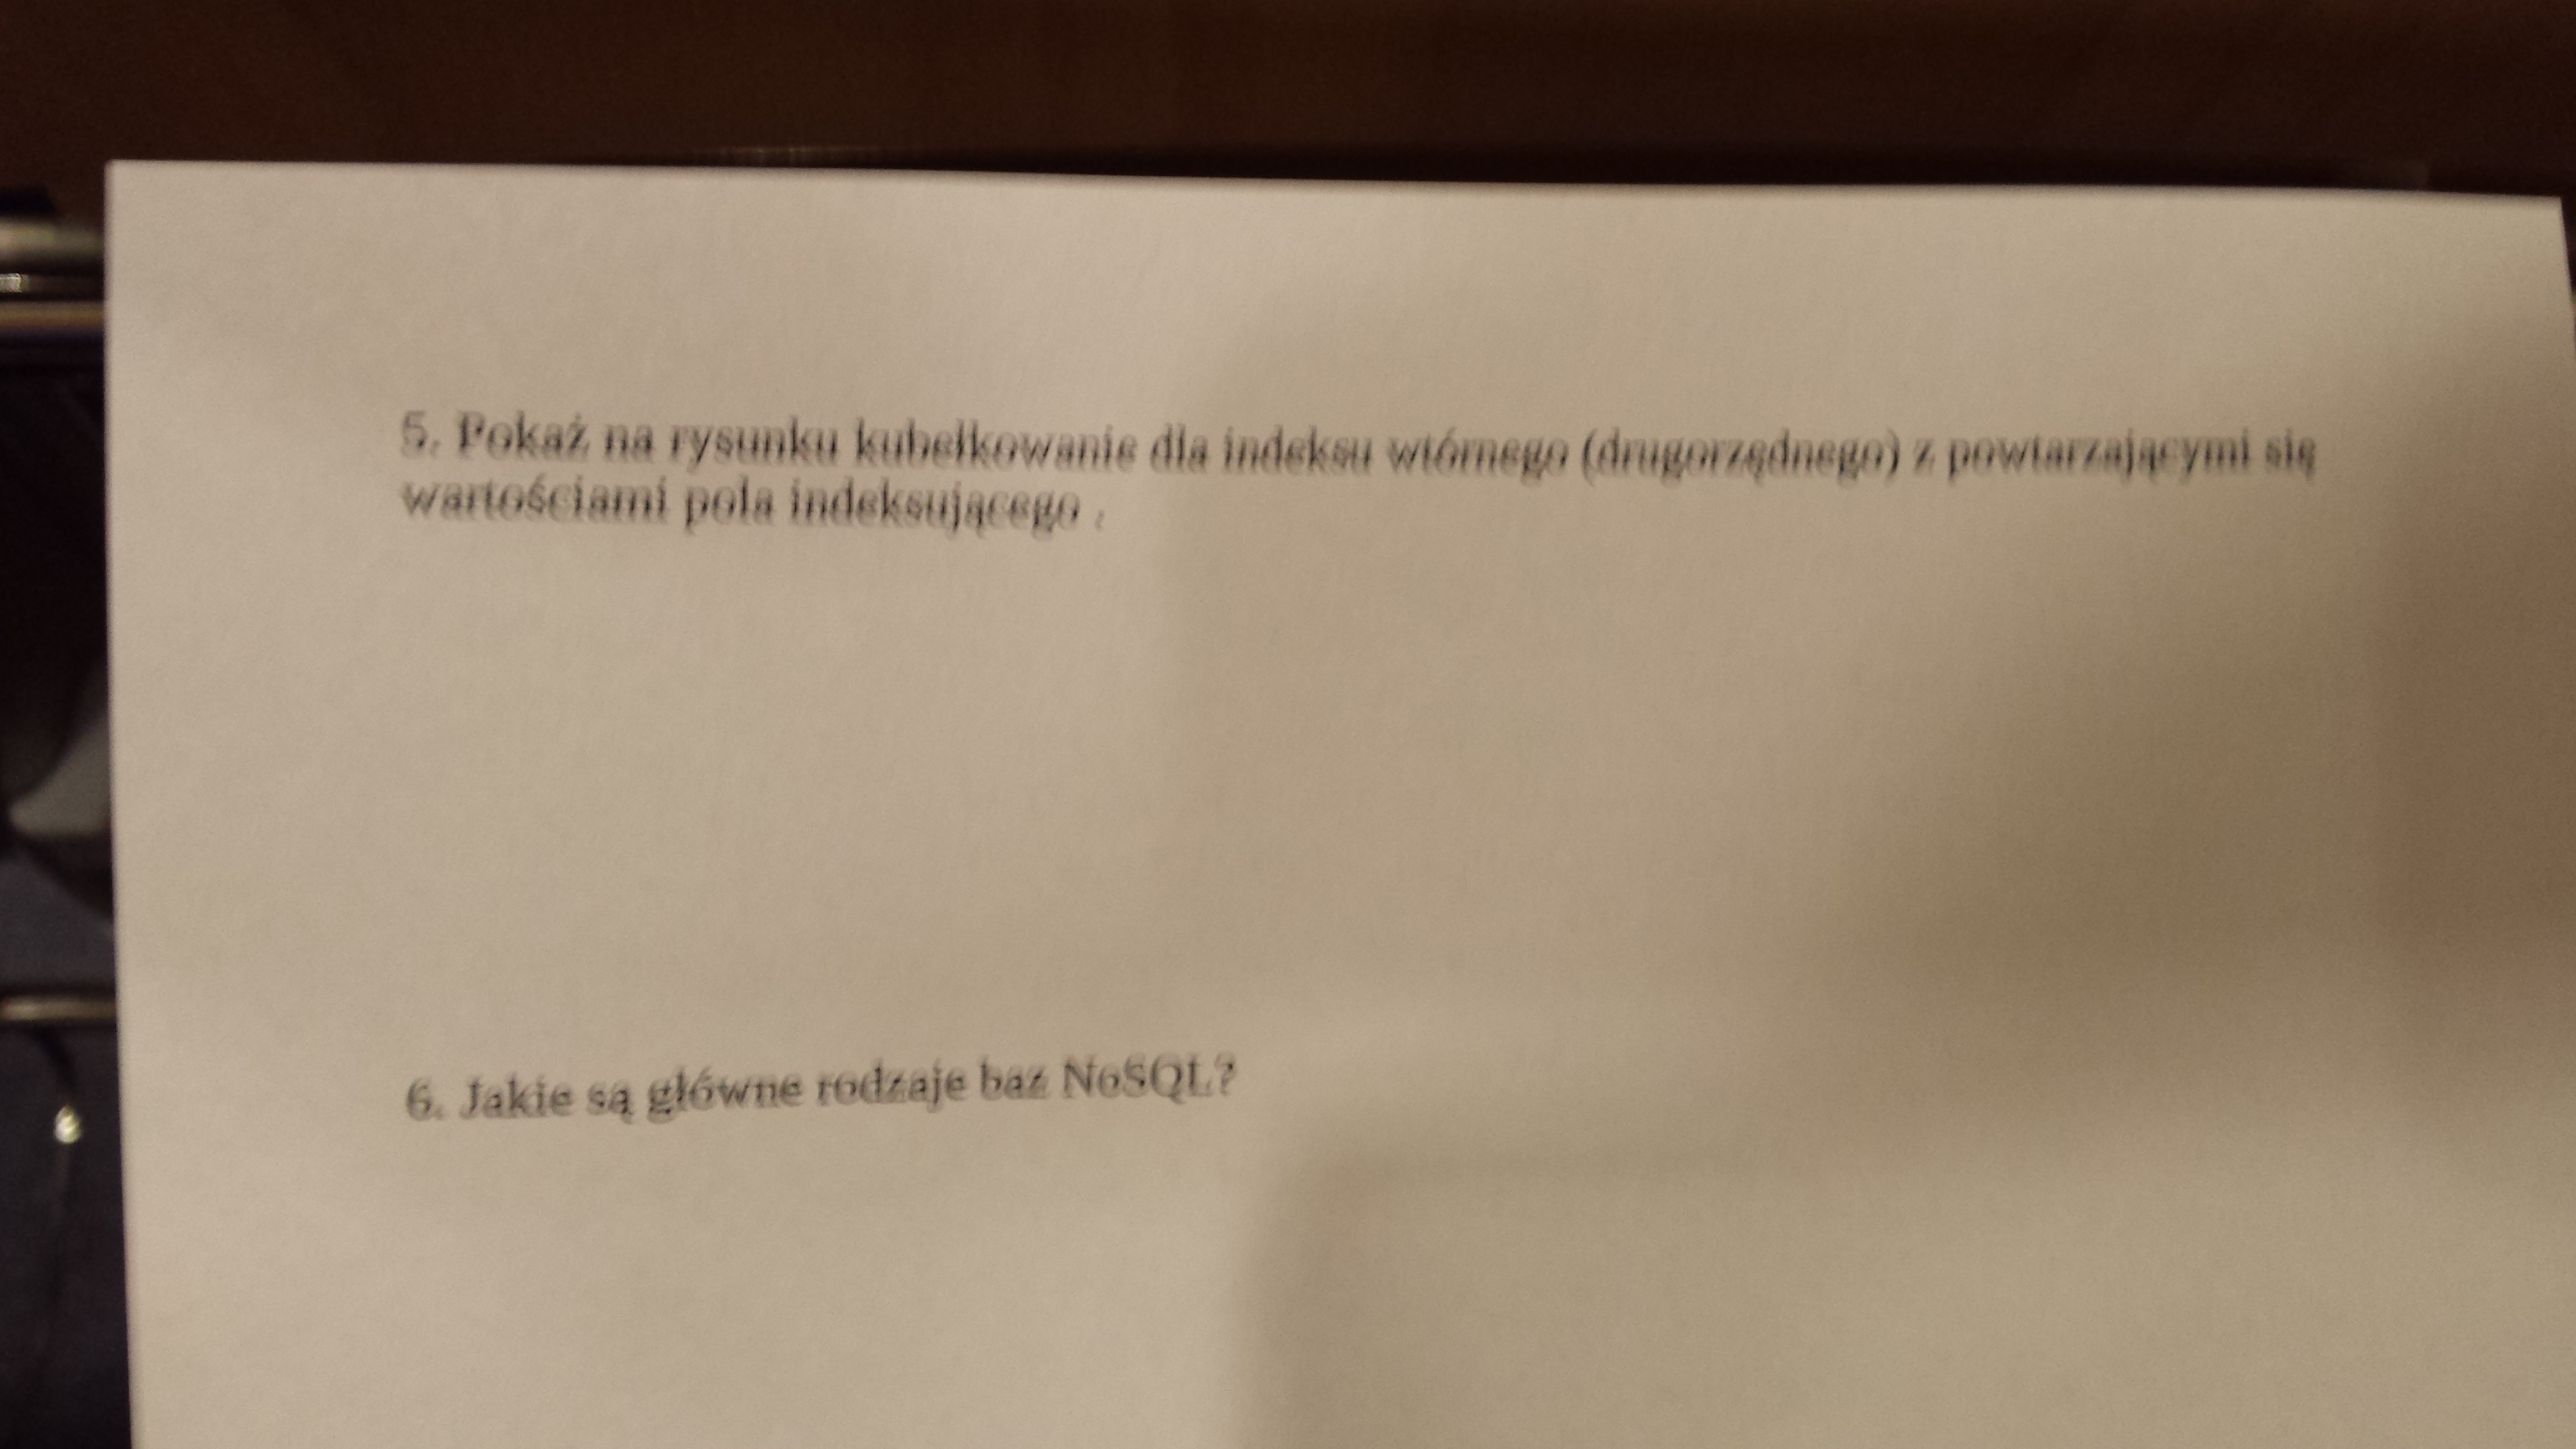 5. Pokaż na rysunku kubełkowanie dla indeksu wtórnego (drugorzędnego) z powtarzającymi się
wartościami pola indeksującego .
6. Jakie są główne rodzaje baz NoSQL?